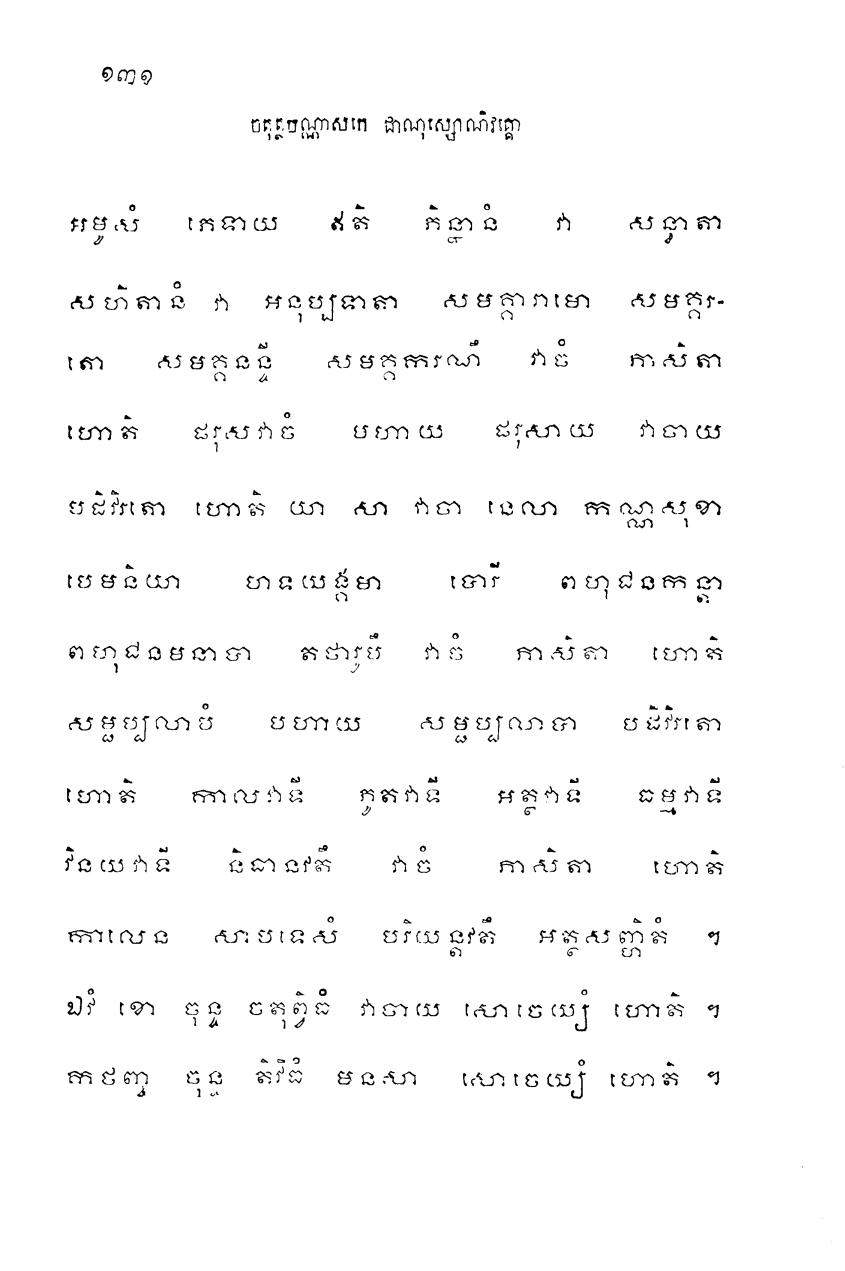 ១៣១
ចតុត្ថបណ្ណាសកេ ជាណុស្សោណិវគ្គោ
អមូសំ ភេទាយ ឥតិ ភិន្នានំ វា សន្ធាតា
សហិតានំ វា អនុប្បទាតា សមគ្គារាមោ សមគ្គរ-
តោ សមគ្គនន្ទឹ សមគ្គករណឹ វាចំ ភាសិតា
ហោតិ ផរុសវាចំ បហាយ ផរុសាយ វាចាយ
បដិវិរតោ ហោតិ យា សា វាចា នេលា កណ្ណសុខា
បេមនិយា ហទយង្គមា បោរី ពហុជនកន្តា
ពហុជនមនាបា តថារូបឹ វាចំ ភាសិតា ហោតិ
សម្ផប្បលាបំ បហាយ សម្ផប្បលាបា បដិវិរតោ
ហោតិ កាលវាទី ភូតវាទី អត្ថវាទី ធម្មវាទី
វិនយវាទី និធានវតឹ វាចំ ភាសិតា ហោតិ
កាលេន សាបទេសំ បរិយន្តវតឹ អត្ថសញ្ហិតំ ។
ឯវំ ខោ ចុន្ទ ចតុព្វិធំ វាចាយ សោចេយ្យំ ហោតិ ។
កថញ្ច ចុន្ទ តិវិធំ មនសា សោចេយ្យំ ហោតិ ។